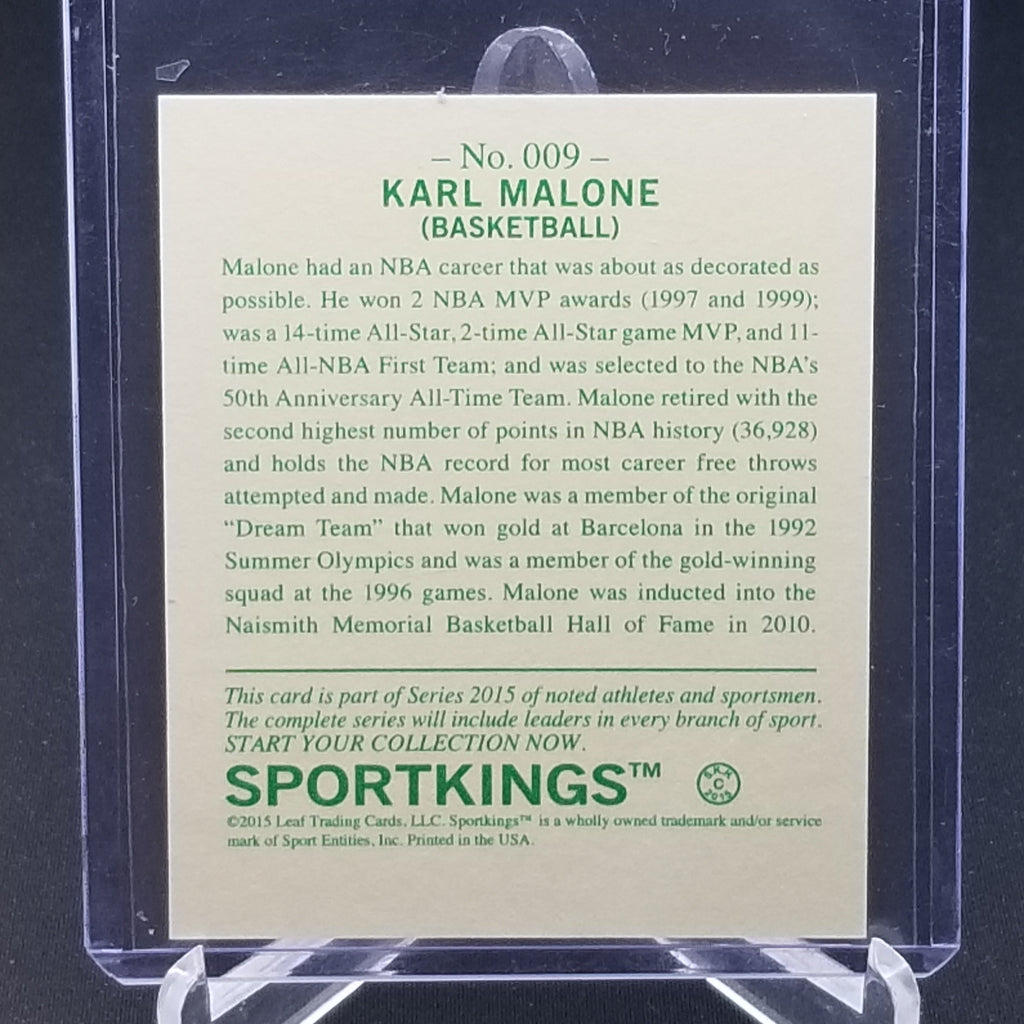 – No. 009 –
KARL MALONE
(BASKETBALL)
Malone had an NBA career that was about as decorated as
possible. He won 2 NBA MVP awards (1997 and 1999);
was a 14-time All-Star, 2-time All-Star game MVP, and 11-
time All-NBA First Team; and was selected to the NBA’s
50th Anniversary All-Time Team. Malone retired with the
second highest number of points in NBA history (36,928)
and holds the NBA record for most career free throws
attempted and made. Malone was a member of the original
“Dream Team” that won gold at Barcelona in the 1992
Summer Olympics and was a member of the gold-winning
squad at the 1996 games. Malone was inducted into the
Naismith Memorial Basketball Hall of Fame in 2010.
This card is part of Series 2015 of noted athletes and sportsmen.
The complete series will include leaders in every branch of sport.
START YOUR COLLECTION NOW.
SPORTKINGS™
C
2015
©2015 Leaf Trading Cards, LLC. Sportkings™ is a wholly owned trademark and/or service
mark of Sport Entities, Inc. Printed in the USA.